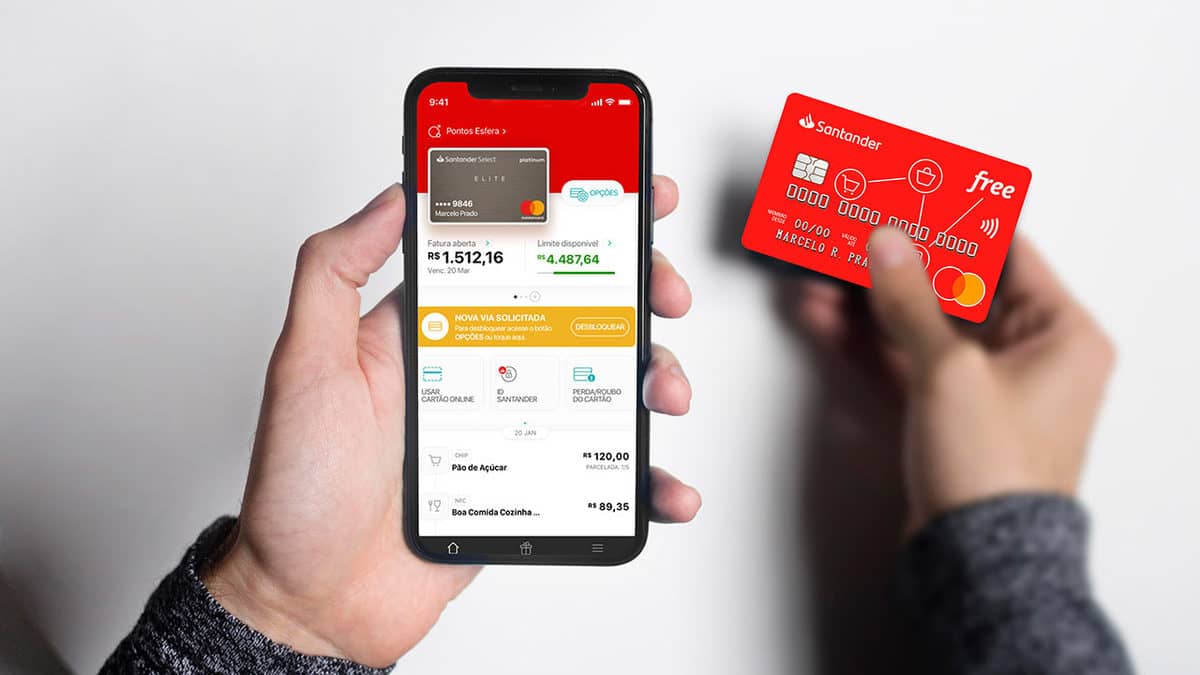 9:41
Pontos Esfera >
Santander Select platinum
ELITE
•••• 9846
Marcelo Prado
mastercard
OPÇÕES
Fatura aberta >
R$ 1.512,16
Venc. 20 Mar
Limite disponível >
R$ 4.487,64
NOVA VIA SOLICITADA
Para desbloquear acesse o botão
OPÇÕES ou toque aqui.
DESBLOQUEAR
USAR
CARTÃO ONLINE
ID
SANTANDER
PERDA/ROUBO
DO CARTÃO
20 JAN
CHIP
Pão de Açúcar
R$ 120,00
PARCELADA: 1/5
NFC
Boa Comida Cozinha ...
R$ 89,35
Santander
free
0000 0000 0000 0000
MEMBRO
DESDE
00/00
VÁLIDO
ATÉ
MARCELO R. PRA